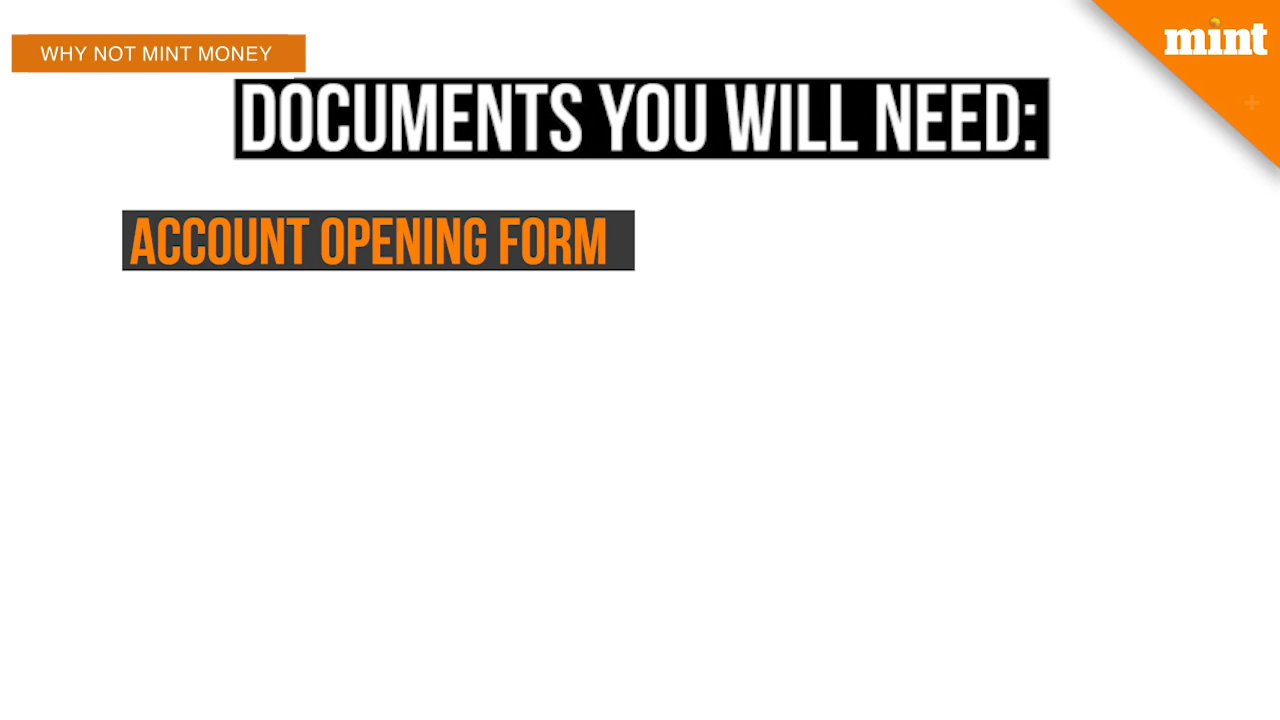 WHY NOT MINT MONEY
mint
DOCUMENTS YOU WILL NEED:
ACCOUNT OPENING FORM